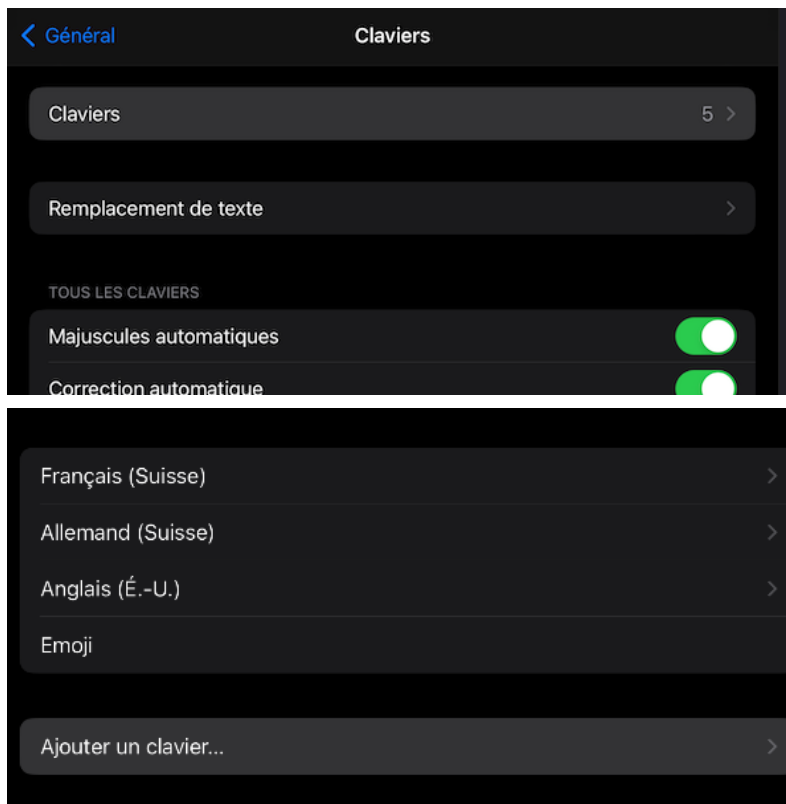 Général
Claviers
Claviers 5
Remplacement de texte
TOUS LES CLAVIERS
Majuscules automatiques
Correction automatique
Français (Suisse)
Allemand (Suisse)
Anglais (É.-U.)
Emoji
Ajouter un clavier...